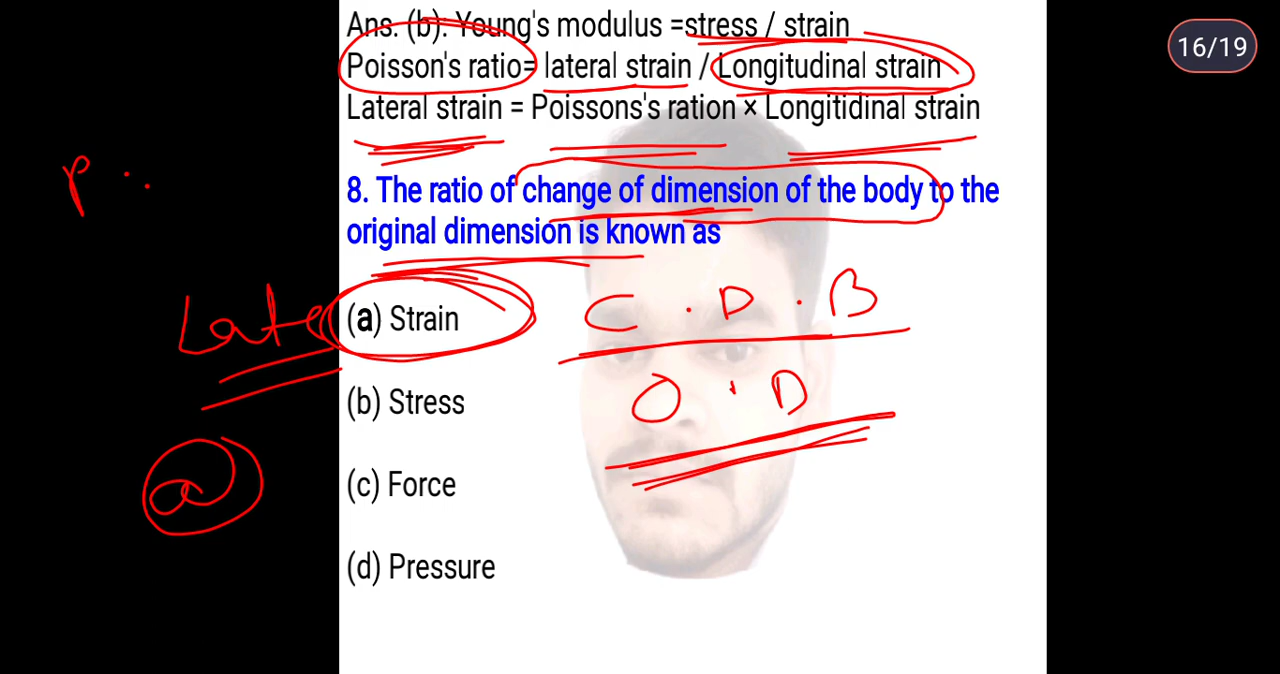 Ans. (b): Young's modulus =stress / strain
16/19
Poisson's ratio= lateral strain / Longitudinal strain
Lateral strain = Poissons's ration × Longitidinal strain
P ..
8. The ratio of change of dimension of the body to the
original dimension is known as
Late (a) Strain
C . D . B
O . D
(b) Stress
(a)
(c) Force
(d) Pressure